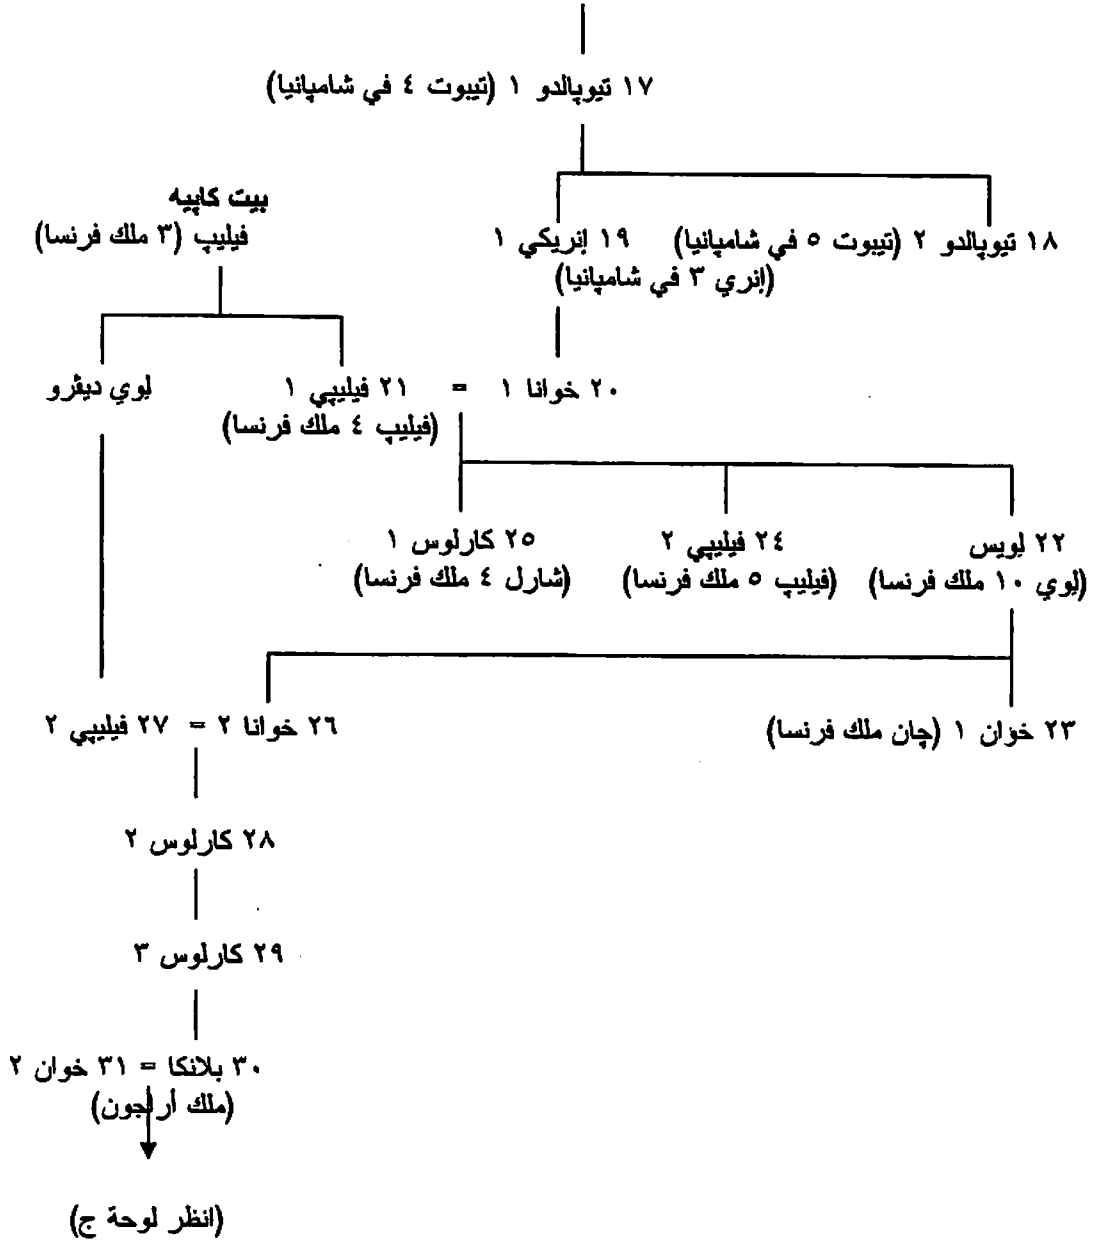 ١٧ تيوپالدو ١ (تيبوت ٤ في شامپانيا)
بيت كاپيه
فيليپ (٣ ملك فرنسا)
١٨ تيوپالدو ٢ (تيبوت ٥ في شامپانيا)
١٩ إنريكي ١
(إنري ٣ في شامپانيا)
٢٠ خوانا ١ = ٢١ فيليپي ١
(فيليپ ٤ ملك فرنسا)
لوي ديڤرو
٢٢ لويس
(لوي ١٠ ملك فرنسا)
٢٤ فيليپي ٢
(فيليپ ٥ ملك فرنسا)
٢٥ كارلوس ١
(شارل ٤ ملك فرنسا)
٢٣ خوان ١ (چان ملك فرنسا)
٢٦ خوانا ٢ = ٢٧ فيليپي ٢
٢٨ كارلوس ٢
٢٩ كارلوس ٣
٣٠ بلانكا = ٣١ خوان ٢
(ملك أراجون)
(انظر لوحة ج)